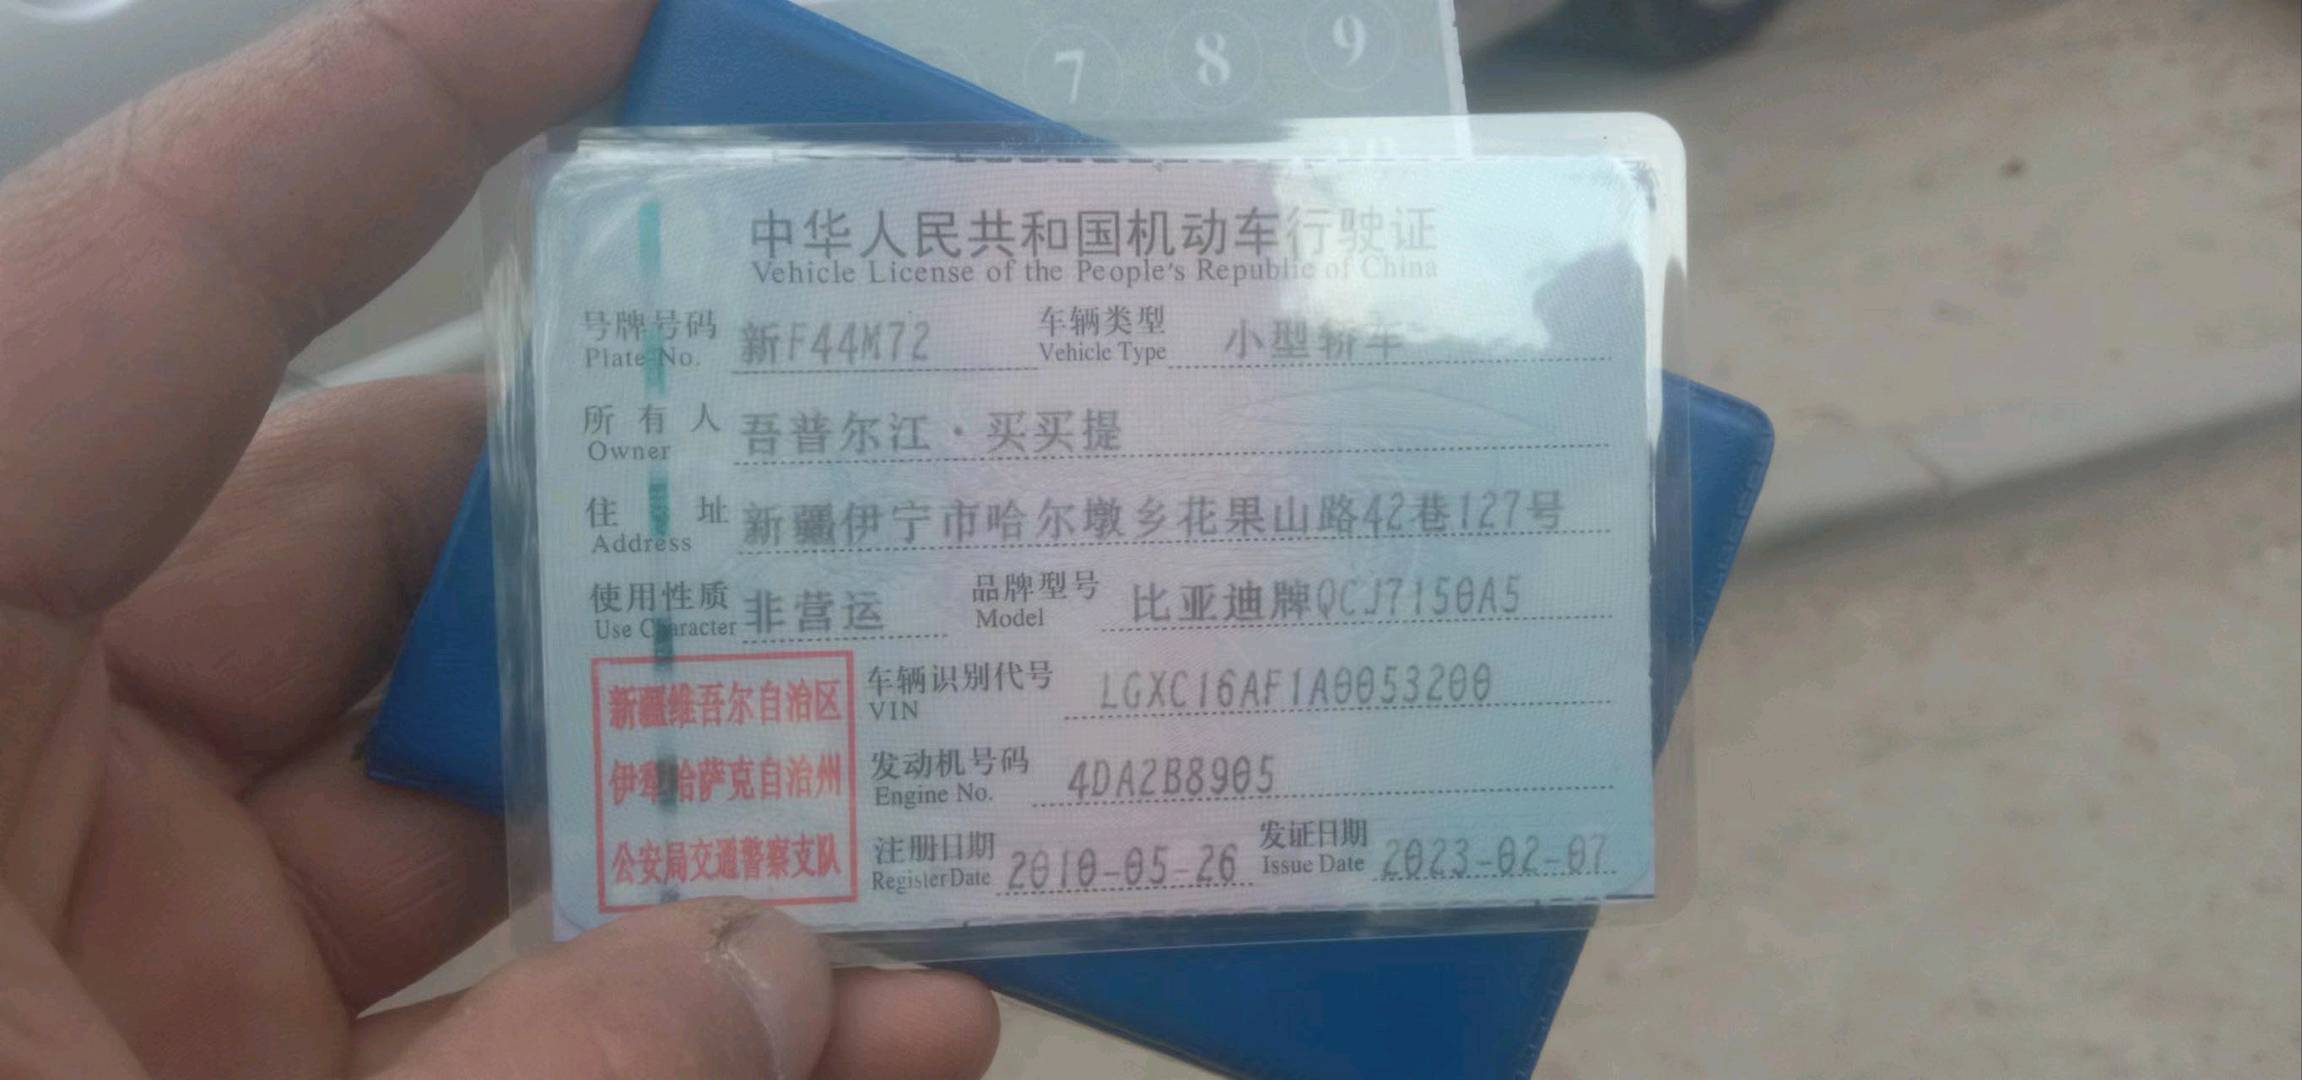 7 8 9
10
中华人民共和国机动车行驶证
Vehicle License of the People's Republic of China
号牌号码 新F44M72 车辆类型 小型轿车
Plate No. Vehicle Type
所有人 吾普尔江·买买提
Owner
住址 新疆伊宁市哈尔墩乡花果山路42巷127号
Address
使用性质 非营运 品牌型号 比亚迪牌QCJ7150A5
Use Character Model
新疆维吾尔自治区
伊犁哈萨克自治州
公安局交通警察支队
车辆识别代号 LGXC16AF1A0053200
VIN
发动机号码 4DA2B8905
Engine No.
注册日期 2010-05-26 发证日期 2023-02-07
Register Date Issue Date